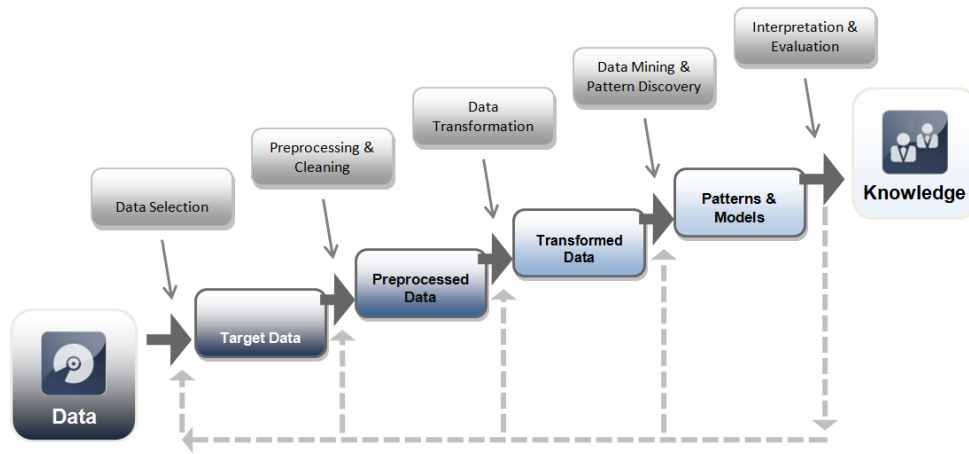 Interpretation &
Evaluation
Data Mining &
Pattern Discovery
Data
Transformation
Preprocessing &
Cleaning
Data Selection
Knowledge
Patterns &
Models
Transformed
Data
Preprocessed
Data
Target Data
Data